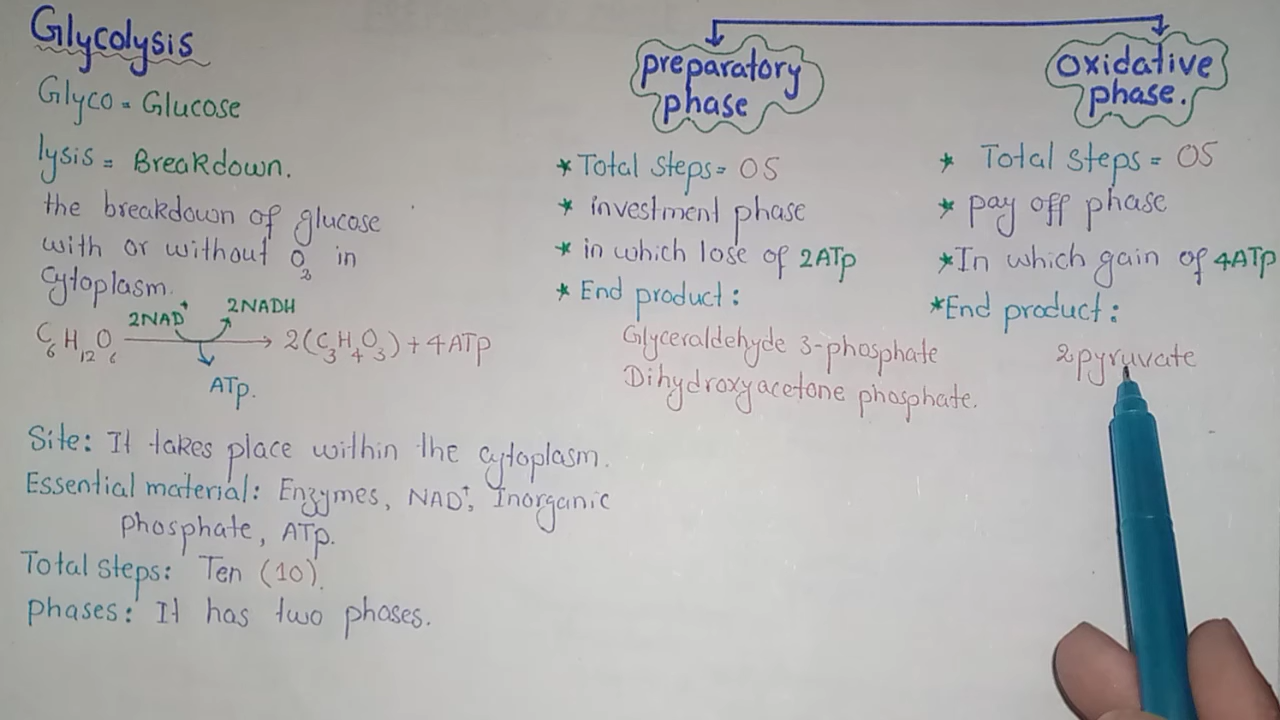 Glycolysis
Glyco = Glucose
lysis = Breakdown.
the breakdown of glucose
with or without O₃ in
Cytoplasm.
2NAD⁺ 2NADH
C₆H₁₂O₆ → 2(C₃H₄O₃) + 4ATP
ATP.
Site: It takes place within the cytoplasm.
Essential material: Enzymes, NAD⁺, Inorganic
phosphate, ATP.
Total steps: Ten (10).
phases: It has two phases.
preparatory
phase
* Total Steps = 05
* investment phase
* in which lose of 2ATP
* End product:
Glyceraldehyde 3-phosphate
Dihydroxyacetone phosphate.
oxidative
phase.
* Total steps = 05
* pay off phase
* In which gain of 4ATP
* End product:
2pyruvate